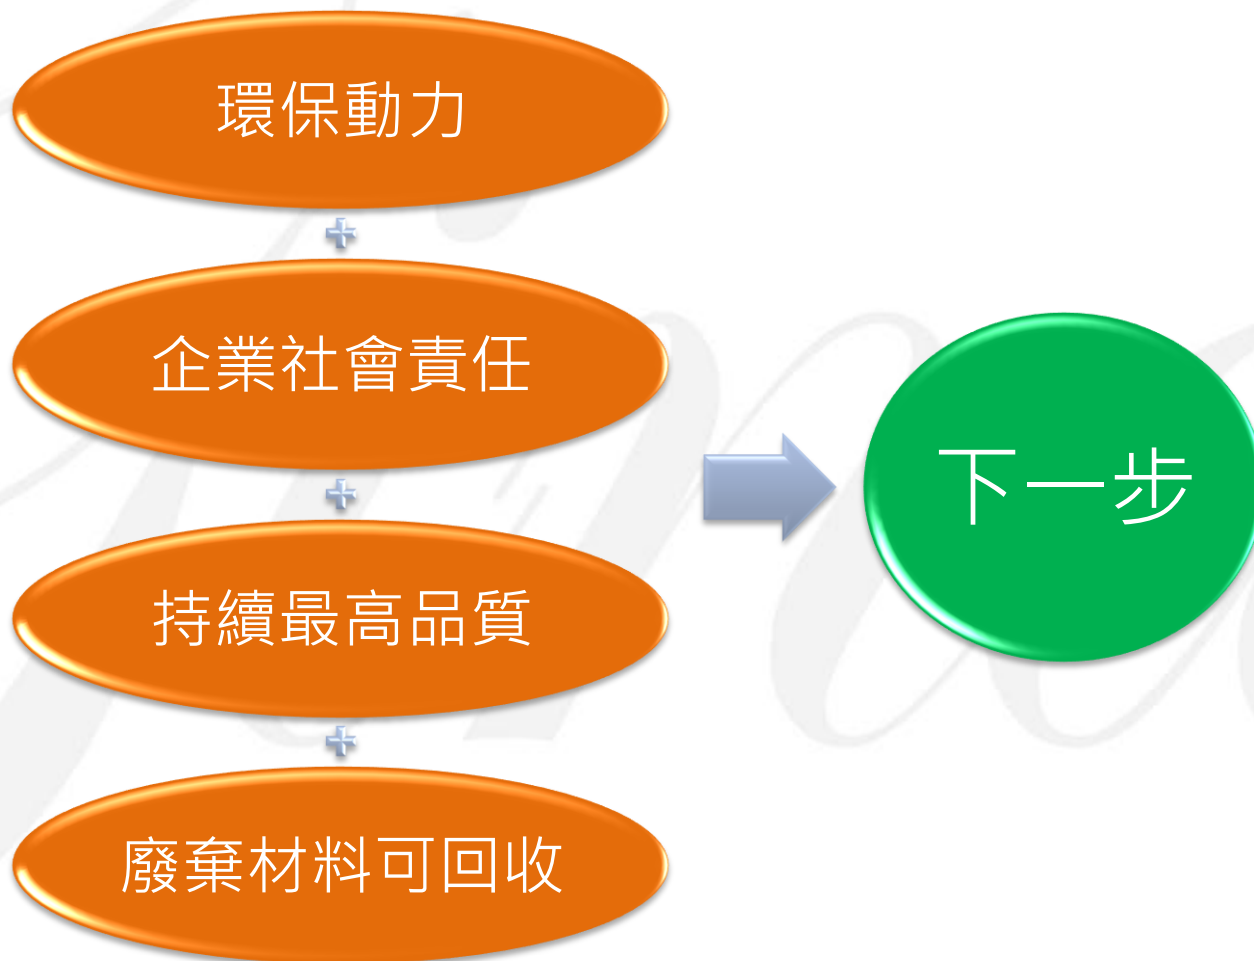 環保動力
企業社會責任
持續最高品質
廢棄材料可回收
下一步